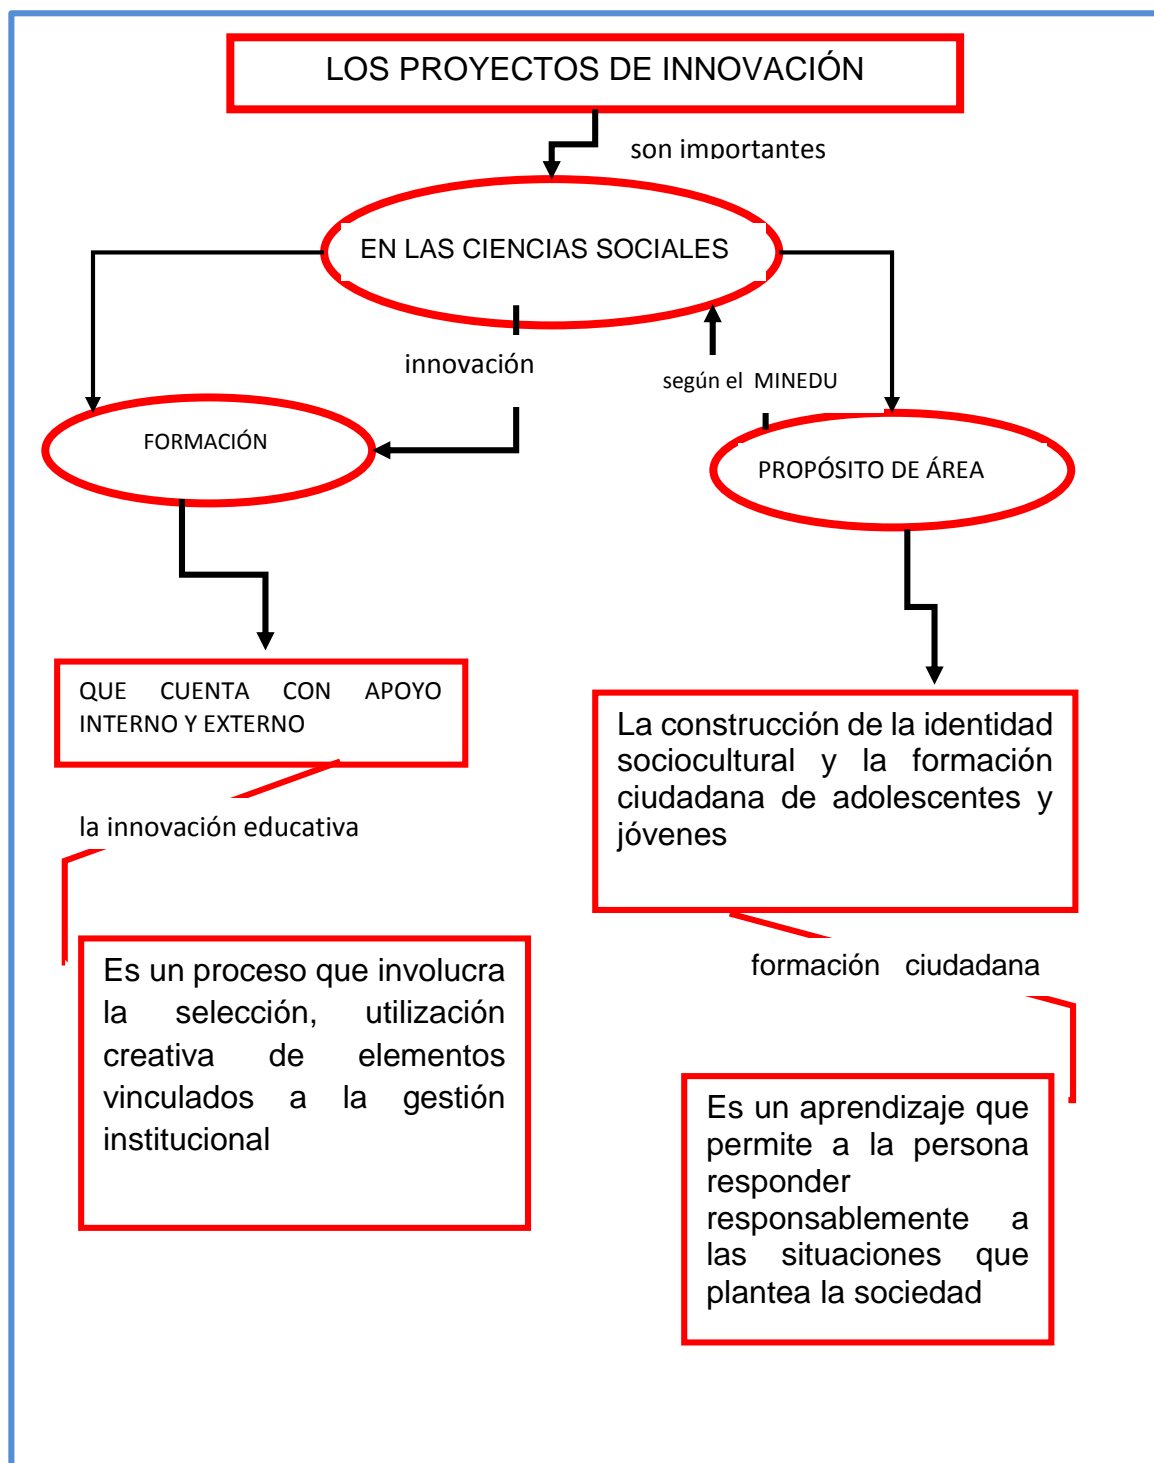 LOS PROYECTOS DE INNOVACIÓN
son importantes
EN LAS CIENCIAS SOCIALES
innovación
según el MINEDU
FORMACIÓN
PROPÓSITO DE ÁREA
QUE CUENTA CON APOYO
INTERNO Y EXTERNO
La construcción de la identidad
sociocultural y la formación
ciudadana de adolescentes y
jóvenes
la innovación educativa
formación ciudadana
Es un proceso que involucra
la selección, utilización
creativa de elementos
vinculados a la gestión
institucional
Es un aprendizaje que
permite a la persona
responder
responsablemente a
las situaciones que
plantea la sociedad